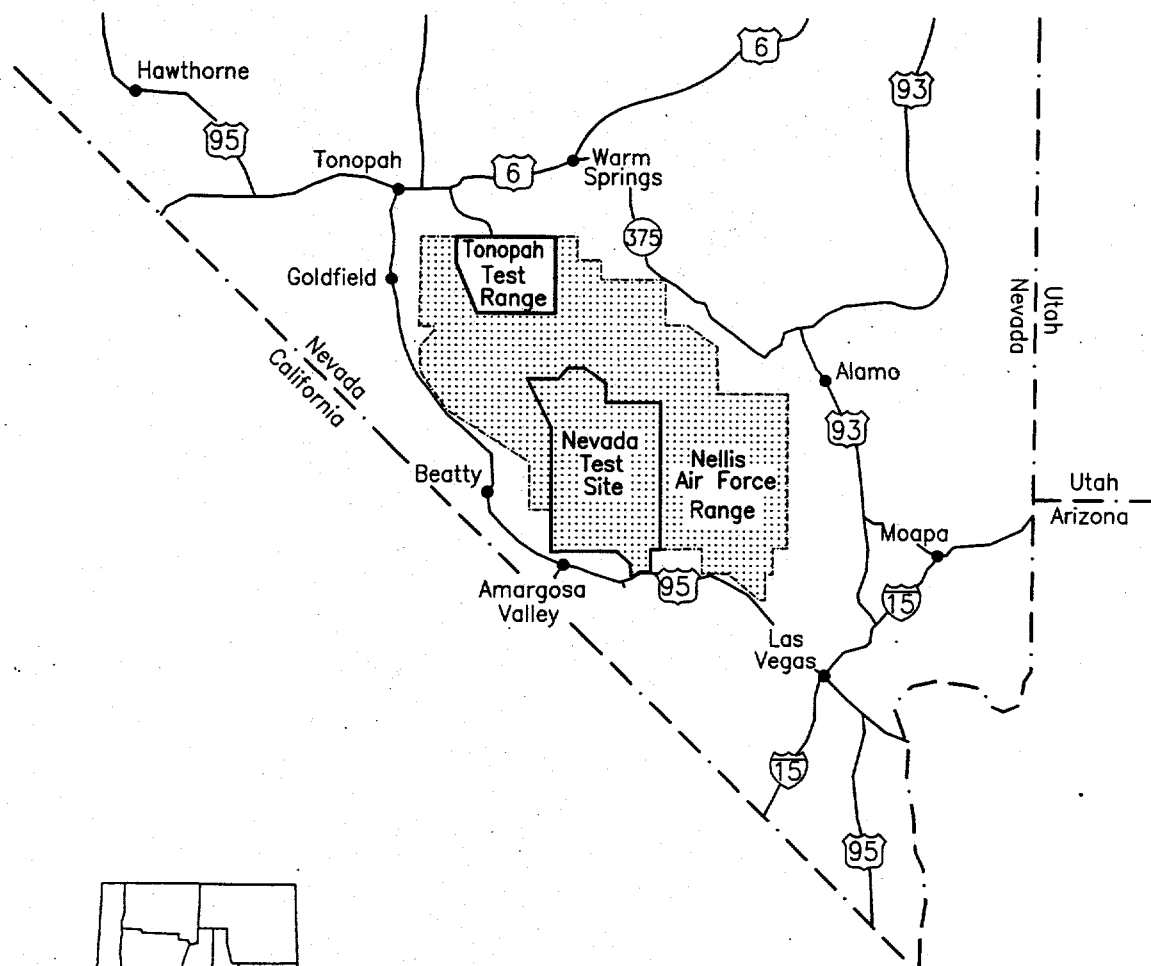 6
93
Hawthorne
95
Tonopah
6
Warm
Springs
375
Tonopah
Test
Range
Goldfield
Utah
Nevada
Nevada
California
Alamo
93
Nevada
Test
Site
Nellis
Air Force
Range
Beatty
Utah
Arizona
Moapa
Amargosa
Valley
95
15
Las
Vegas
15
95